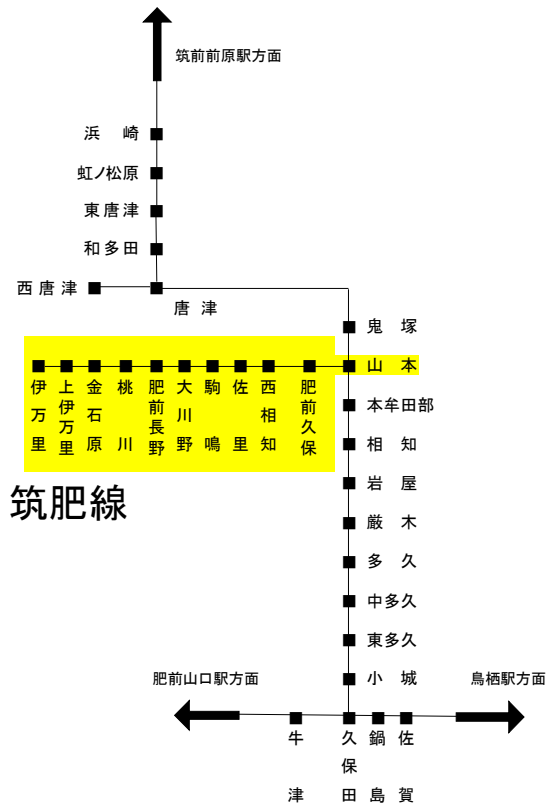 筑前前原駅方面
浜崎
虹ノ松原
東唐津
和多田
西唐津
唐津
鬼塚
山本
伊万里
上伊万里
金石原
桃川
肥前長野
大川野
駒鳴
佐里
西相知
肥前久保
本牟田部
相知
筑肥線
岩屋
厳木
多久
中多久
東多久
小城
肥前山口駅方面
鳥栖駅方面
牛津
久保田
鍋島
佐賀